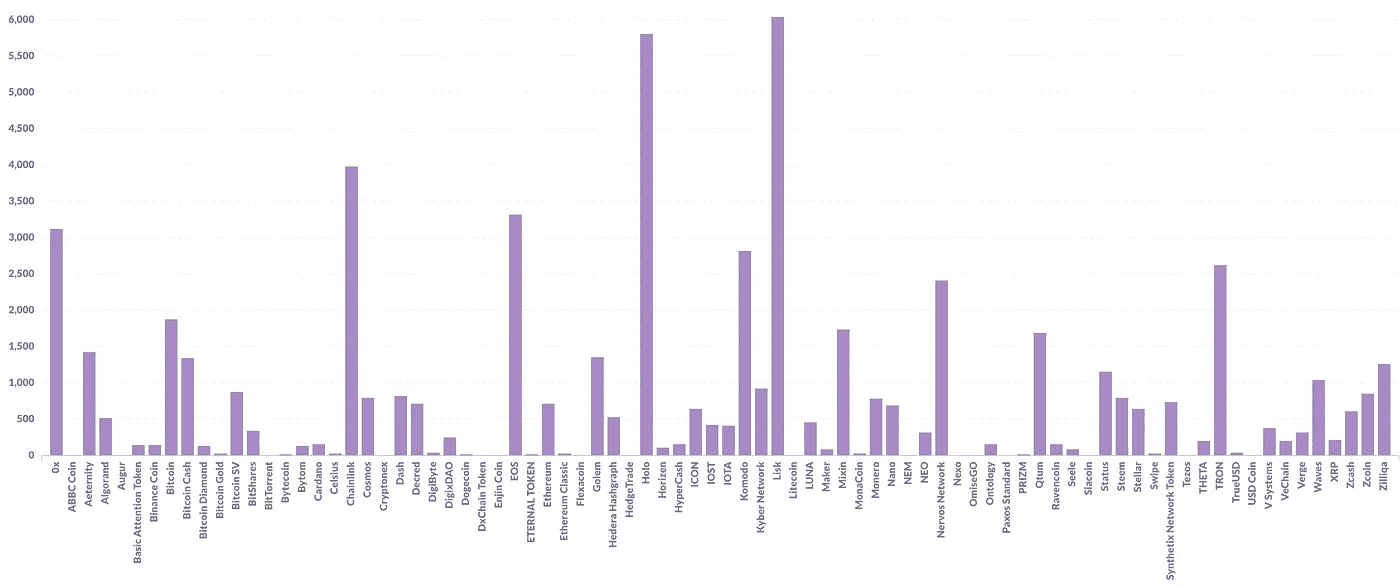 6,000
5,500
5,000
4,500
4,000
3,500
3,000
2,500
2,000
1,500
1,000
500
0
0x
ABBC Coin
Aeternity
Algorand
Augur
Basic Attention Token
Binance Coin
Bitcoin
Bitcoin Cash
Bitcoin Diamond
Bitcoin Gold
Bitcoin SV
BitShares
BitTorrent
Bytecoin
Bytom
Cardano
Celsius
Chainlink
Cosmos
Cryptonex
Dash
Decred
DigiByte
DigixDAO
Dogecoin
DxChain Token
Enjin Coin
EOS
ETERNAL TOKEN
Ethereum
Ethereum Classic
Flexacoin
Golem
Hedera Hashgraph
HedgeTrade
Holo
Horizen
HyperCash
ICON
IOST
IOTA
Komodo
Kyber Network
Lisk
Litecoin
LUNA
Maker
Mixin
MonaCoin
Monero
Nano
NEM
NEO
Nervos Network
Nexo
OmiseGO
Ontology
Paxos Standard
PRIZM
Qtum
Ravencoin
Seele
Siacoin
Status
Steem
Stellar
Swipe
Synthetix Network Token
Tezos
THETA
TRON
TrueUSD
USD Coin
V Systems
VeChain
Verge
Waves
XRP
Zcash
Zcoin
Zilliqa